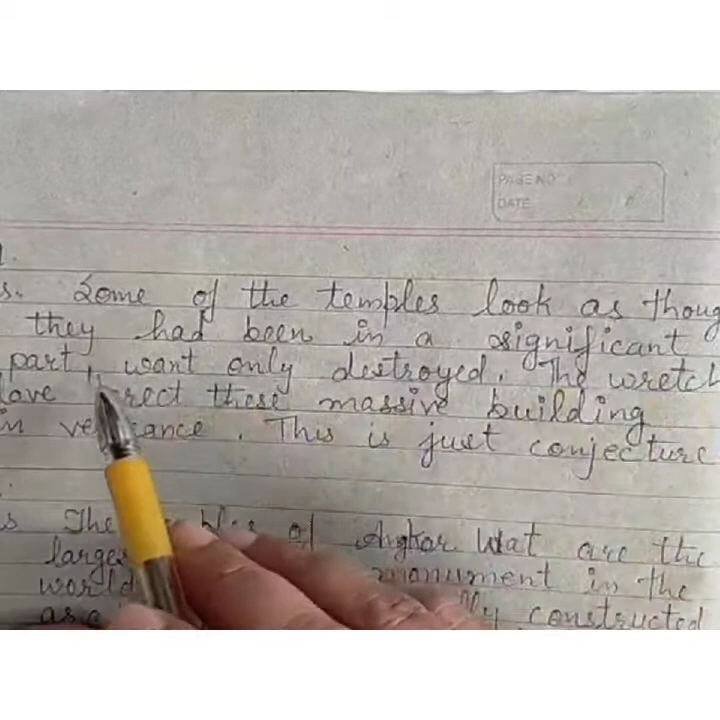 PAGE NO
DATE
s. Some of the temples look as thoug
they had been in a significant
part, want only destroyed. The wretch
these massive building
in . This is just conjecture
s The of Angkor Wat are the
monument in the
world
constructed